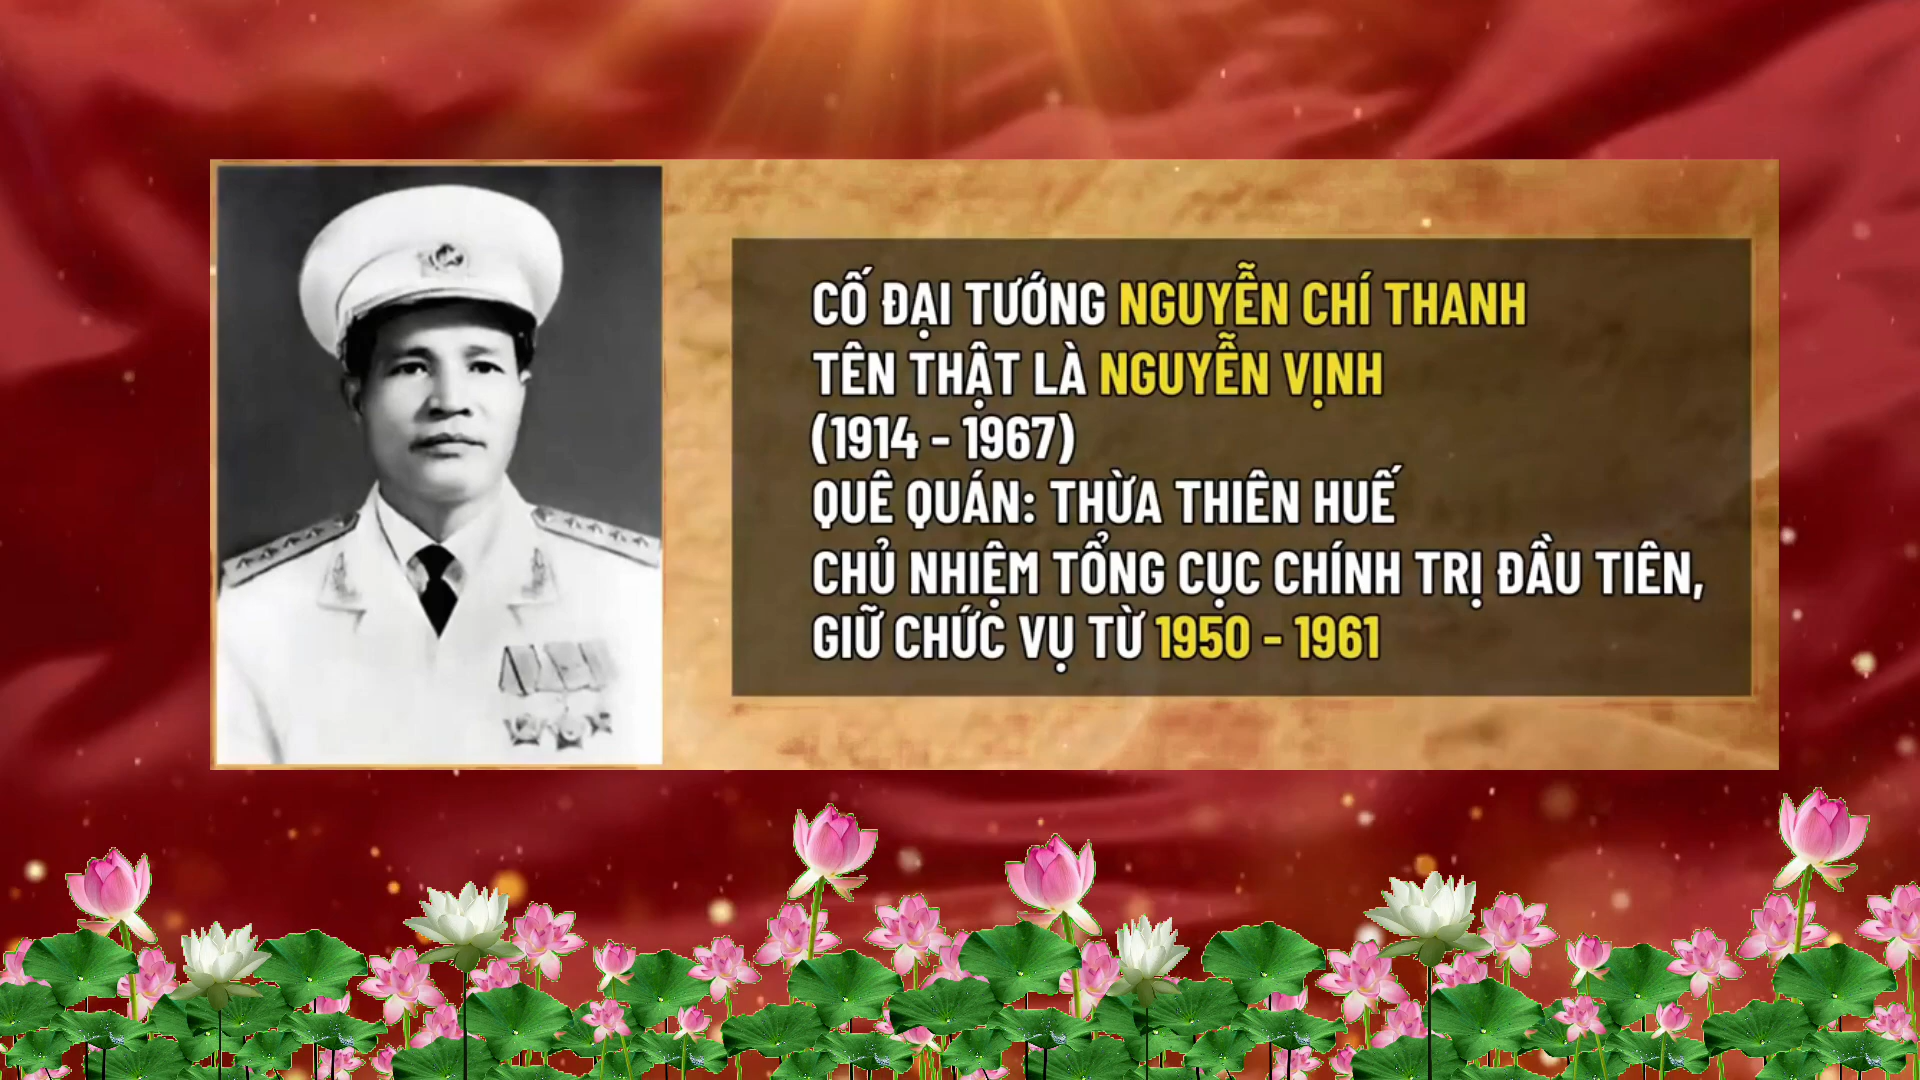 CỐ ĐẠI TƯỚNG NGUYỄN CHÍ THANH
TÊN THẬT LÀ NGUYỄN VỊNH
(1914 - 1967)
QUÊ QUÁN: THỪA THIÊN HUẾ
CHỦ NHIỆM TỔNG CỤC CHÍNH TRỊ ĐẦU TIÊN,
GIỮ CHỨC VỤ TỪ 1950 - 1961